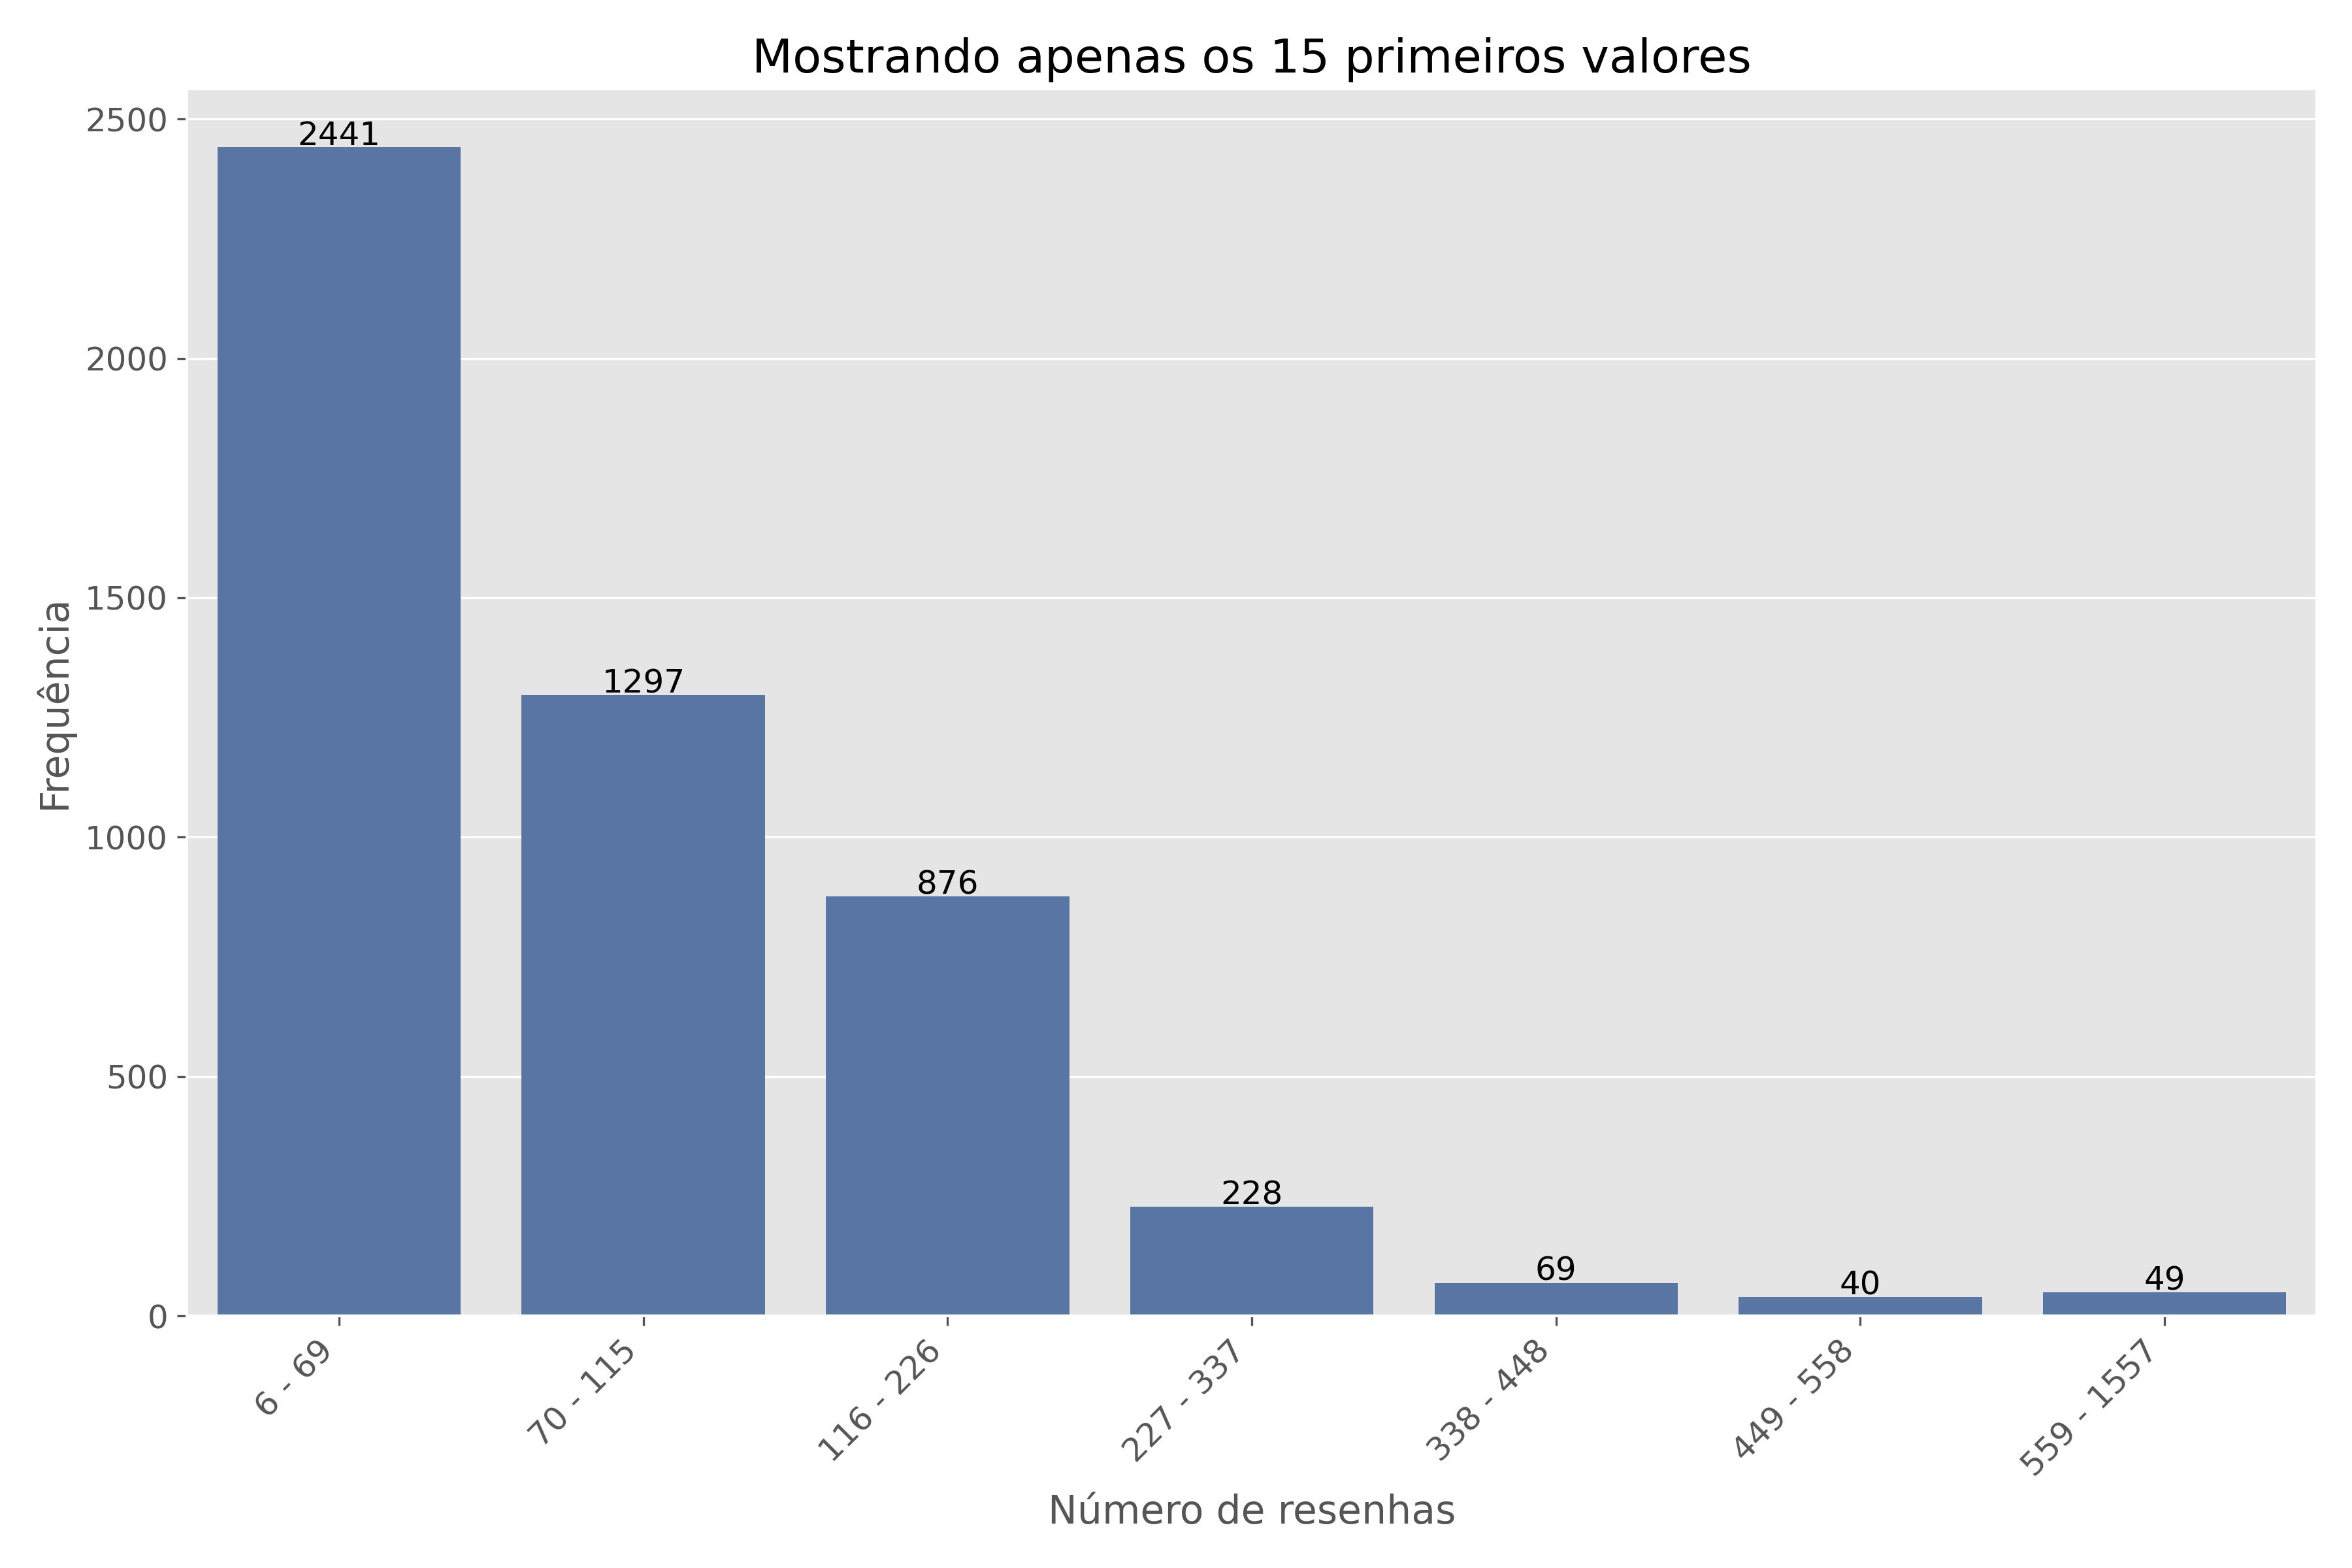 Mostrando apenas os 15 primeiros valores
Frequência
2500
2000
1500
1000
500
0
2441
1297
876
228
69
40
49
6 - 69
70 - 115
116 - 226
227 - 337
338 - 448
449 - 558
559 - 1557
Número de resenhas